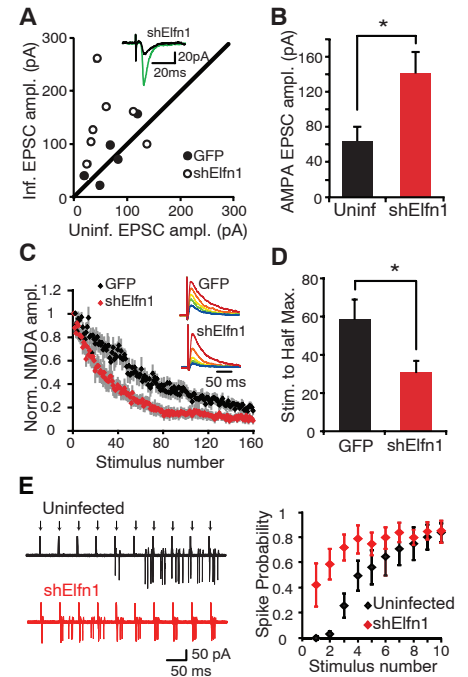 A
shElfn1
20pA
20ms
Inf. EPSC ampl. (pA)
300
200
100
0
0 100 200 300
Uninf. EPSC ampl. (pA)
GFP
shElfn1
B
*
AMPA EPSC ampl. (pA)
160
120
80
40
0
Uninf shElfn1
C
GFP
shElfn1
GFP
shElfn1
50 ms
Norm. NMDA ampl.
1.2
1
0.8
0.6
0.4
0.2
0
0 40 80 120 160
Stimulus number
D
*
Stim. to Half Max.
80
60
40
20
0
GFP shElfn1
E
Uninfected
shElfn1
50 pA
50 ms
Spike Probability
1
0.8
0.6
0.4
0.2
0
Uninfected
shElfn1
0 2 4 6 8 10
Stimulus number